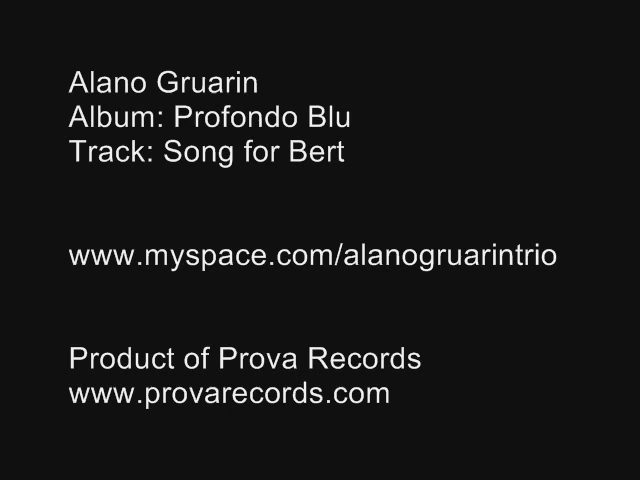 Alano Gruarin
Album: Profondo Blu
Track: Song for Bert
www.myspace.com/alanogruarintrio
Product of Prova Records
www.provarecords.com